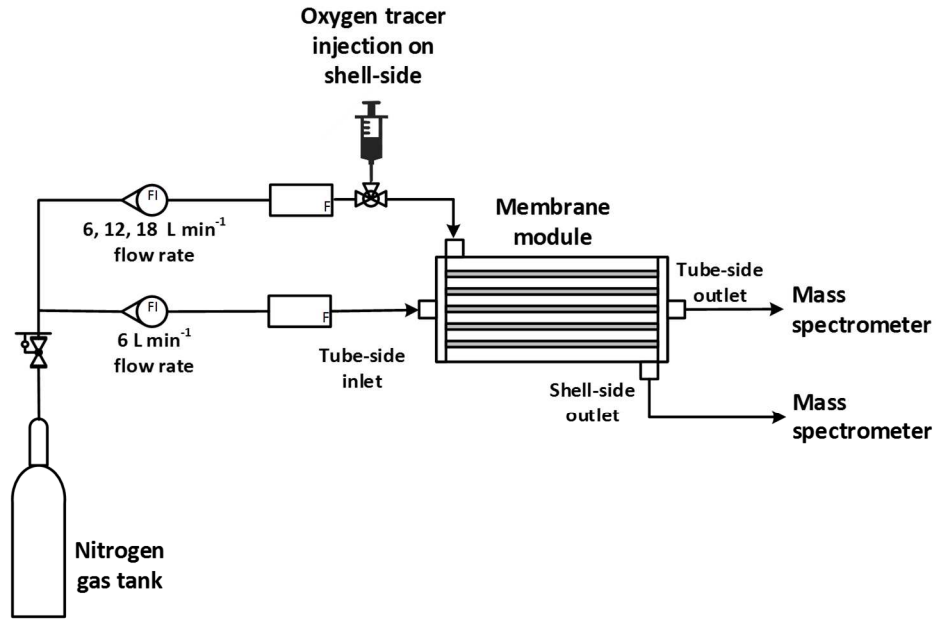 Oxygen tracer
injection on
shell-side
FI
F
6, 12, 18 L min-1
flow rate
Membrane
module
FI
F
6 L min-1
flow rate
Tube-side
inlet
Tube-side
outlet
Mass
spectrometer
Shell-side
outlet
Mass
spectrometer
Nitrogen
gas tank